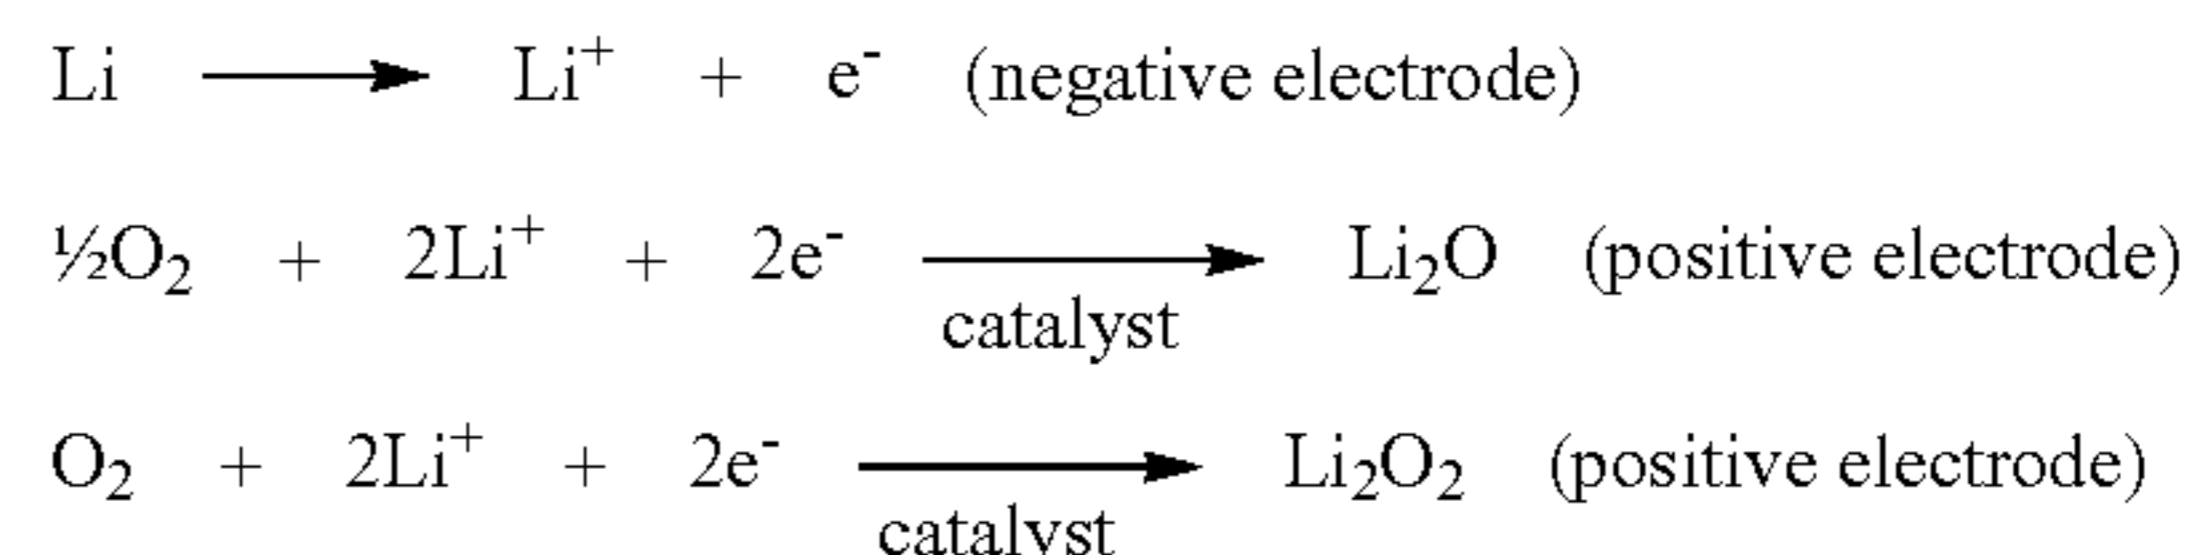 Li ⟶ Li⁺ + e⁻ (negative electrode)
½O₂ + 2Li⁺ + 2e⁻ ⟶ Li₂O (positive electrode)
catalyst
O₂ + 2Li⁺ + 2e⁻ ⟶ Li₂O₂ (positive electrode)
catalyst